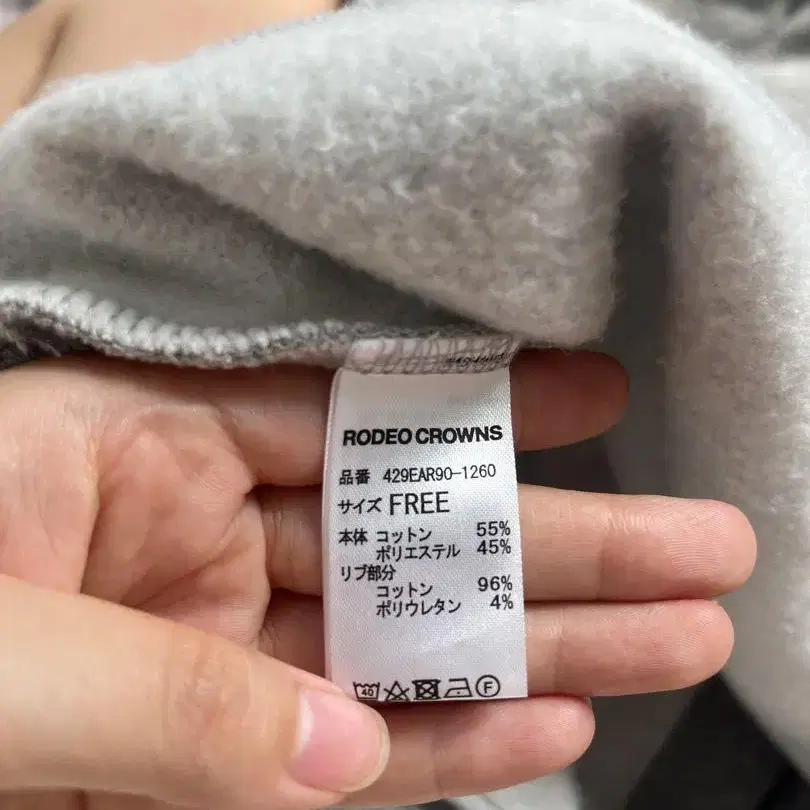 RODEO CROWNS
品番 429EAR90-1260
サイズ FREE
本体 コットン 55%
ポリエステル 45%
リブ部分
コットン 96%
ポリウレタン 4%
40 F